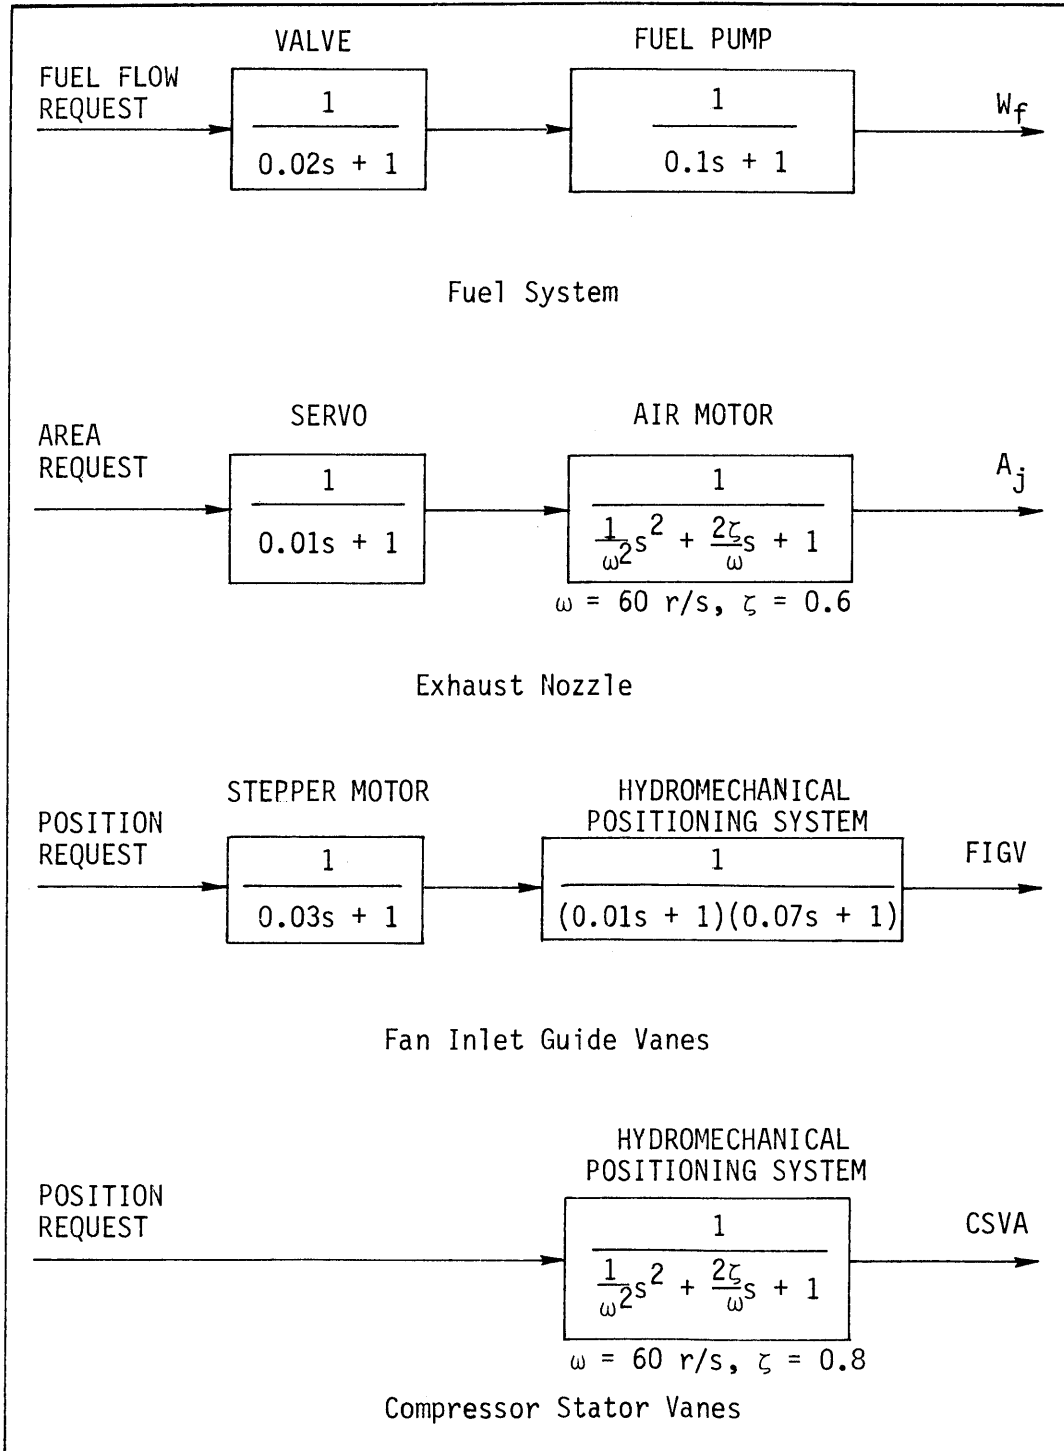 VALVE
FUEL PUMP
FUEL FLOW
REQUEST
1
0.02s + 1
1
0.1s + 1
Wf
Fuel System
SERVO
AIR MOTOR
AREA
REQUEST
1
0.01s + 1
1
1/ω² s² + 2ζ/ω s + 1
Aj
ω = 60 r/s, ζ = 0.6
Exhaust Nozzle
STEPPER MOTOR
HYDROMECHANICAL
POSITIONING SYSTEM
POSITION
REQUEST
1
0.03s + 1
1
(0.01s + 1)(0.07s + 1)
FIGV
Fan Inlet Guide Vanes
HYDROMECHANICAL
POSITIONING SYSTEM
POSITION
REQUEST
1
1/ω² s² + 2ζ/ω s + 1
CSVA
ω = 60 r/s, ζ = 0.8
Compressor Stator Vanes